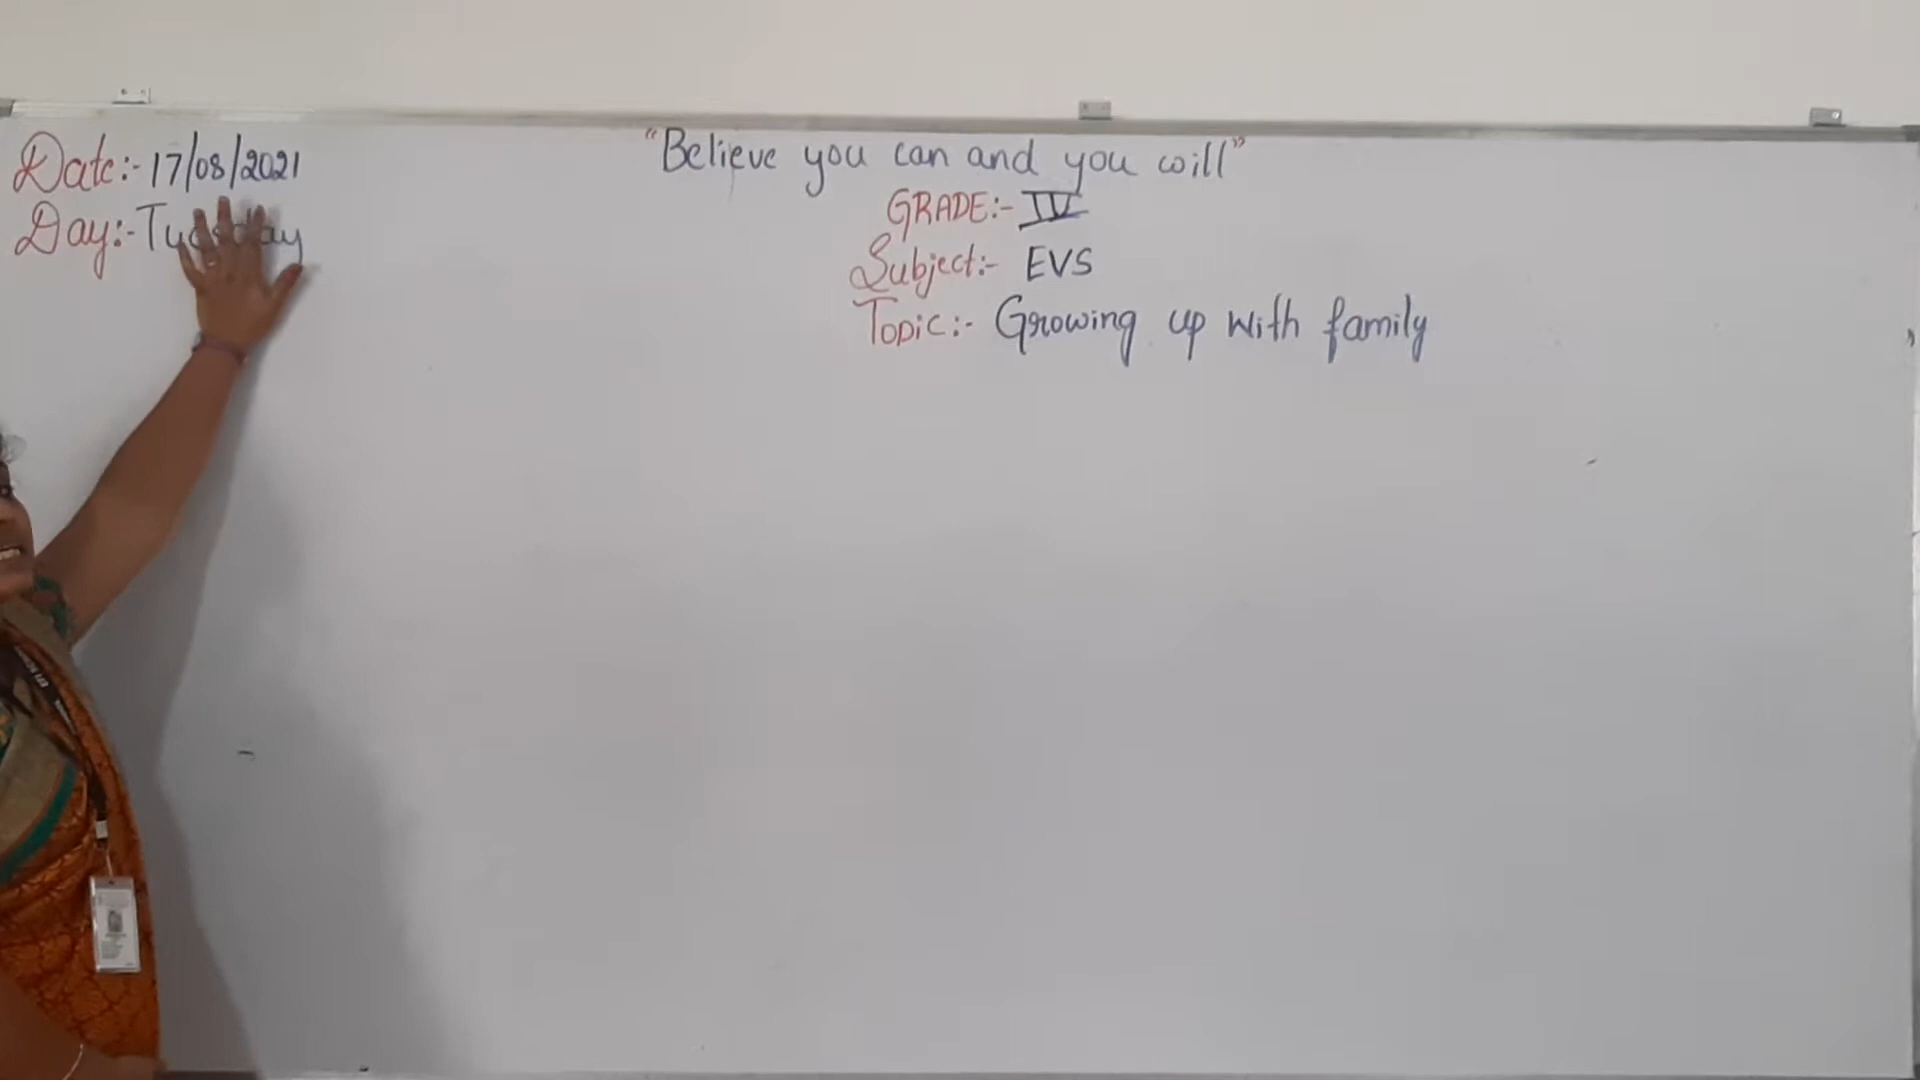 Date:- 17/08/2021
Day:- Tuesday
"Believe you can and you will"
GRADE:- IV
Subject:- EVS
Topic:- Growing up with family